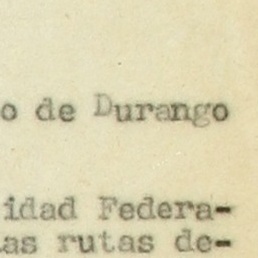 o de Durango
idad Federa-
as rutas de-